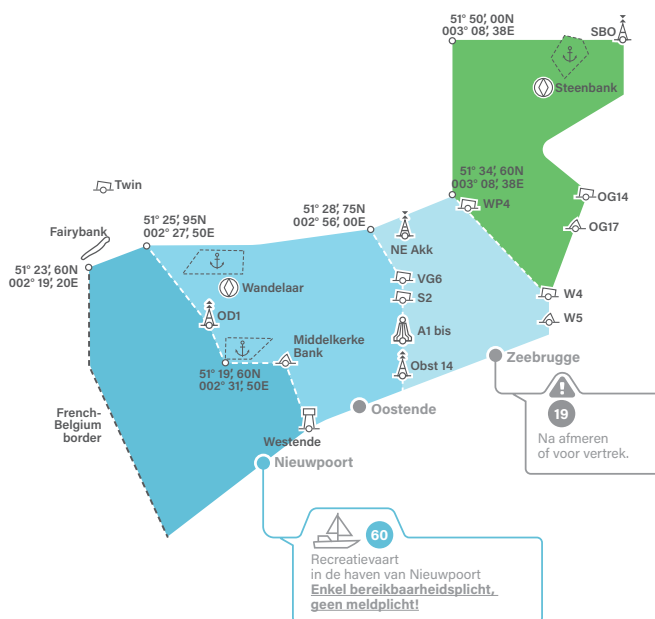 51° 50‚ 00N
003° 08‚ 38E
SBO
Steenbank
51° 34‚ 60N
003° 08‚ 38E
Twin
WP4
OG14
51° 28‚ 75N
002° 56‚ 00E
51° 25‚ 95N
002° 27‚ 50E
OG17
Fairybank
NE Akk
51° 23‚ 60N
002° 19‚ 20E
VG6
Wandelaar
S2
W4
OD1
W5
A1 bis
Middelkerke
Bank
Zeebrugge
Obst 14
51° 19‚ 60N
002° 31‚ 50E
French-
Belgium
border
Oostende
19
Westende
Na afmeren
of voor vertrek.
Nieuwpoort
60
Recreatievaart
in de haven van Nieuwpoort
Enkel bereikbaarheidsplicht,
geen meldplicht!